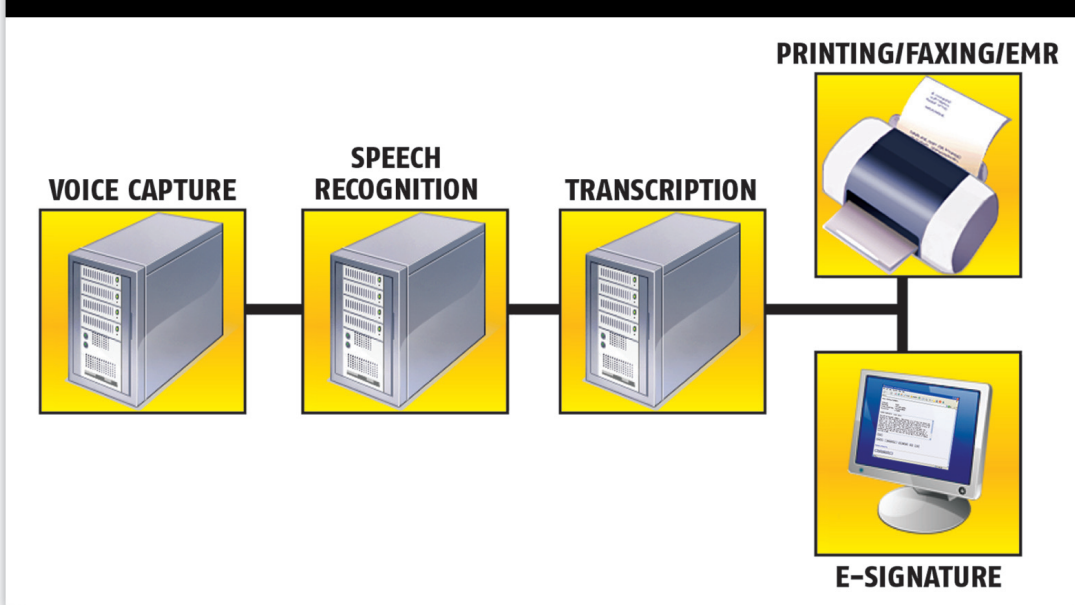 PRINTING/FAXING/EMR
SPEECH
RECOGNITION
VOICE CAPTURE
TRANSCRIPTION
E-SIGNATURE